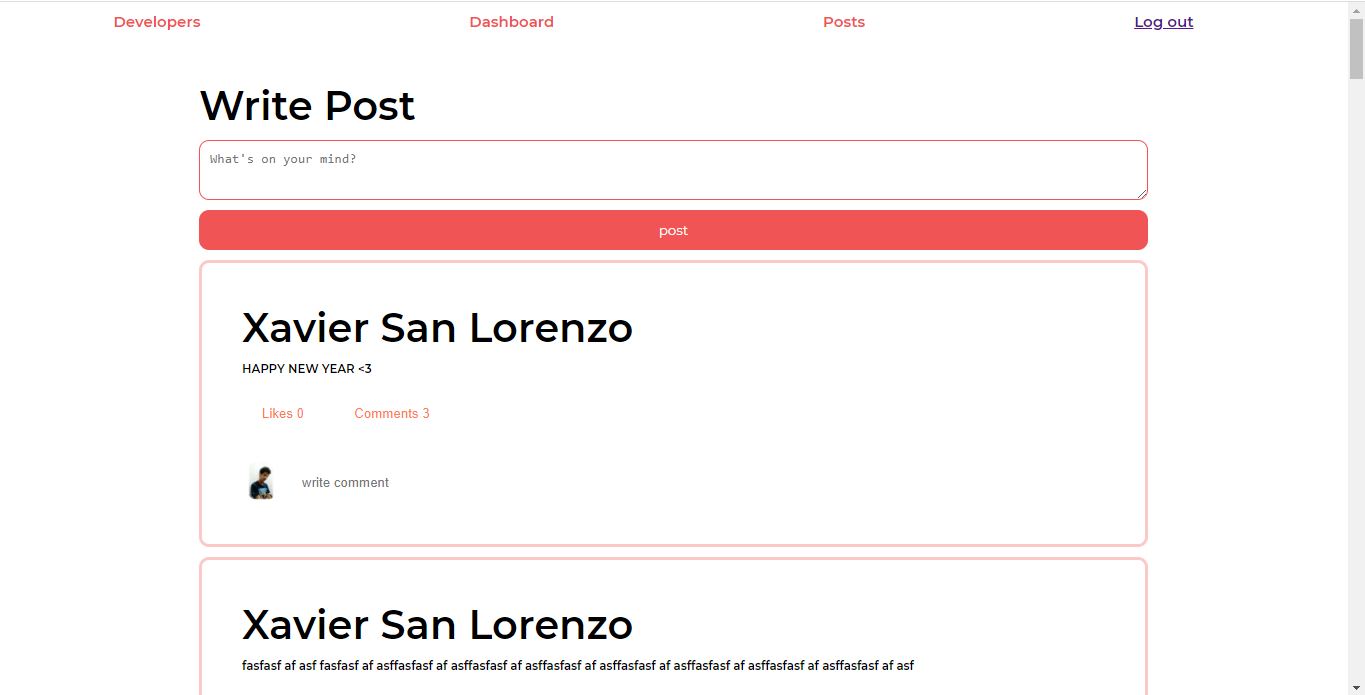 Developers Dashboard Posts Log out
Write Post
What's on your mind?
post
Xavier San Lorenzo
HAPPY NEW YEAR <3
Likes 0 Comments 3
write comment
Xavier San Lorenzo
fasfasf af asf fasfasf af asffasfasf af asffasfasf af asffasfasf af asffasfasf af asffasfasf af asffasfasf af asffasfasf af asf